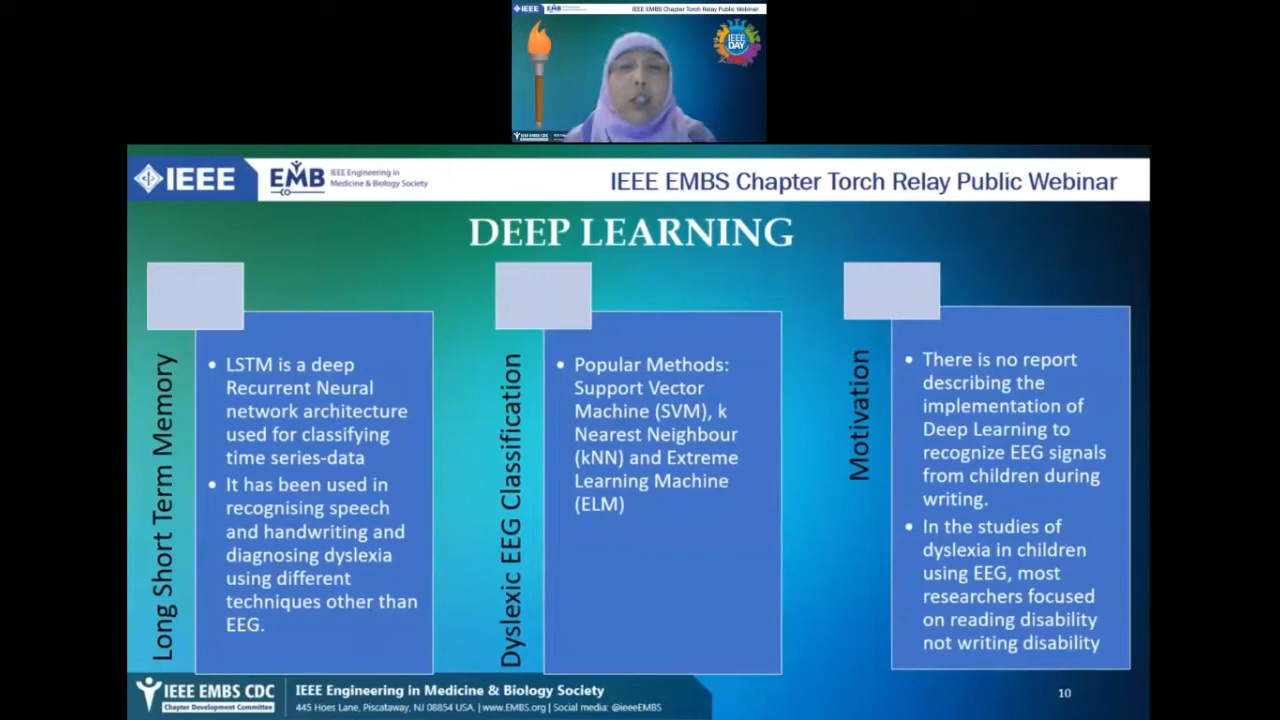 IEEE EMB IEEE EMBS Chapter Torch Relay Public Webinar
IEEE
DAY
IEEE EMBS CDC
IEEE EMB IEEE Engineering in
Medicine & Biology Society
IEEE EMBS Chapter Torch Relay Public Webinar
DEEP LEARNING
Long Short Term Memory
• LSTM is a deep
Recurrent Neural
network architecture
used for classifying
time series-data
• It has been used in
recognising speech
and handwriting and
diagnosing dyslexia
using different
techniques other than
EEG.
Dyslexic EEG Classification
• Popular Methods:
Support Vector
Machine (SVM), k
Nearest Neighbour
(kNN) and Extreme
Learning Machine
(ELM)
Motivation
• There is no report
describing the
implementation of
Deep Learning to
recognize EEG signals
from children during
writing.
• In the studies of
dyslexia in children
using EEG, most
researchers focused
on reading disability
not writing disability
IEEE EMBS CDC
Chapter Development Committee
IEEE Engineering in Medicine & Biology Society
445 Hoes Lane, Piscataway, NJ 08854 USA. | www.EMBS.org | Social media: @ieeeEMBS
10